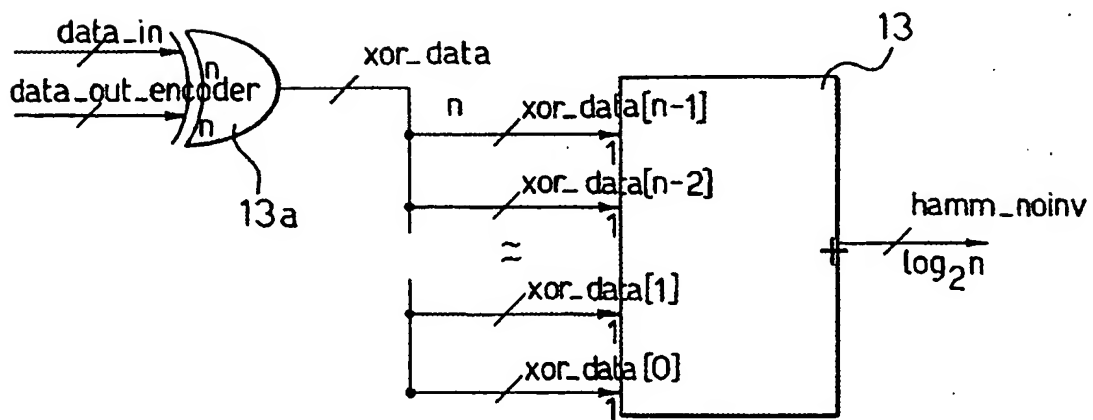 data_in
n
data_out_encoder
n
13a
xor_data
n
xor_data[n-1]
1
xor_data[n-2]
1
≈
xor_data[1]
1
xor_data[0]
1
13
+
hamm_noinv
log₂n